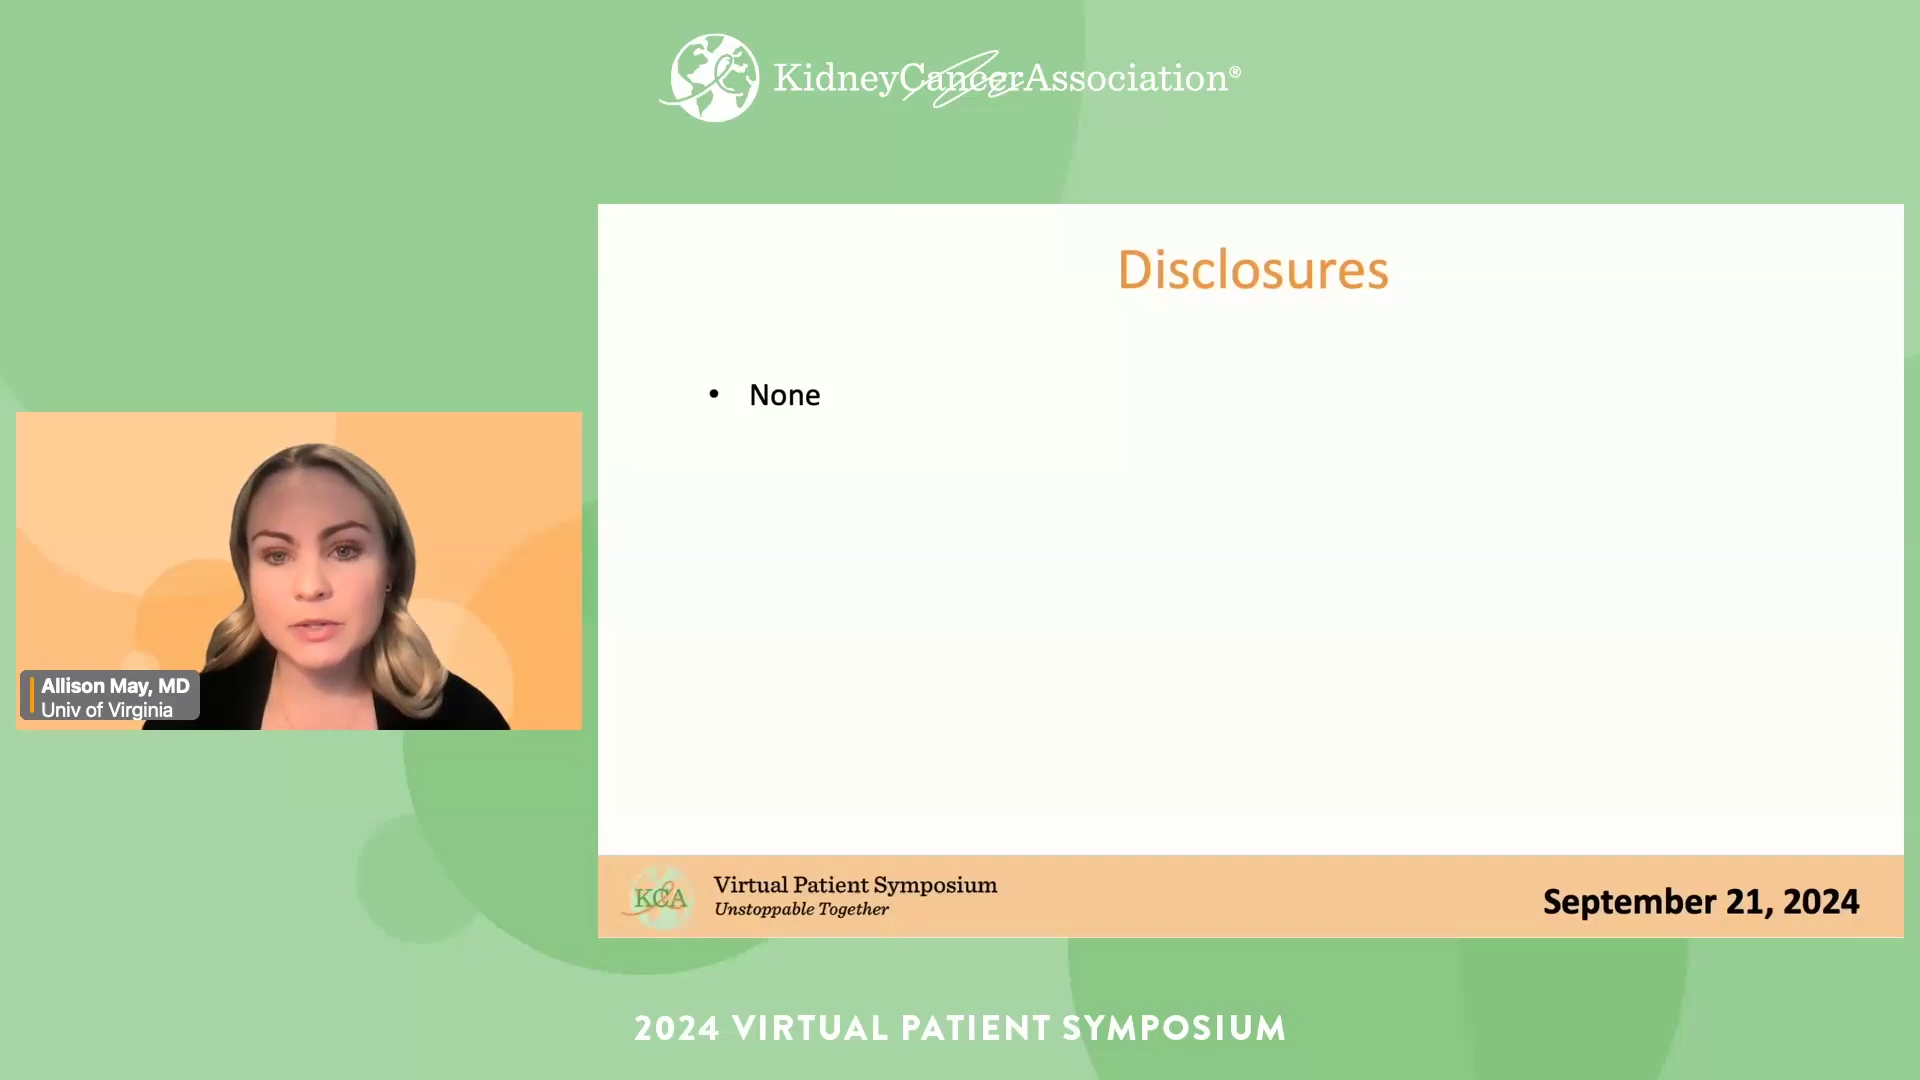 KidneyCancerAssociation®
Disclosures
• None
Allison May, MD
Univ of Virginia
KCA
Virtual Patient Symposium
Unstoppable Together
September 21, 2024
2024 VIRTUAL PATIENT SYMPOSIUM